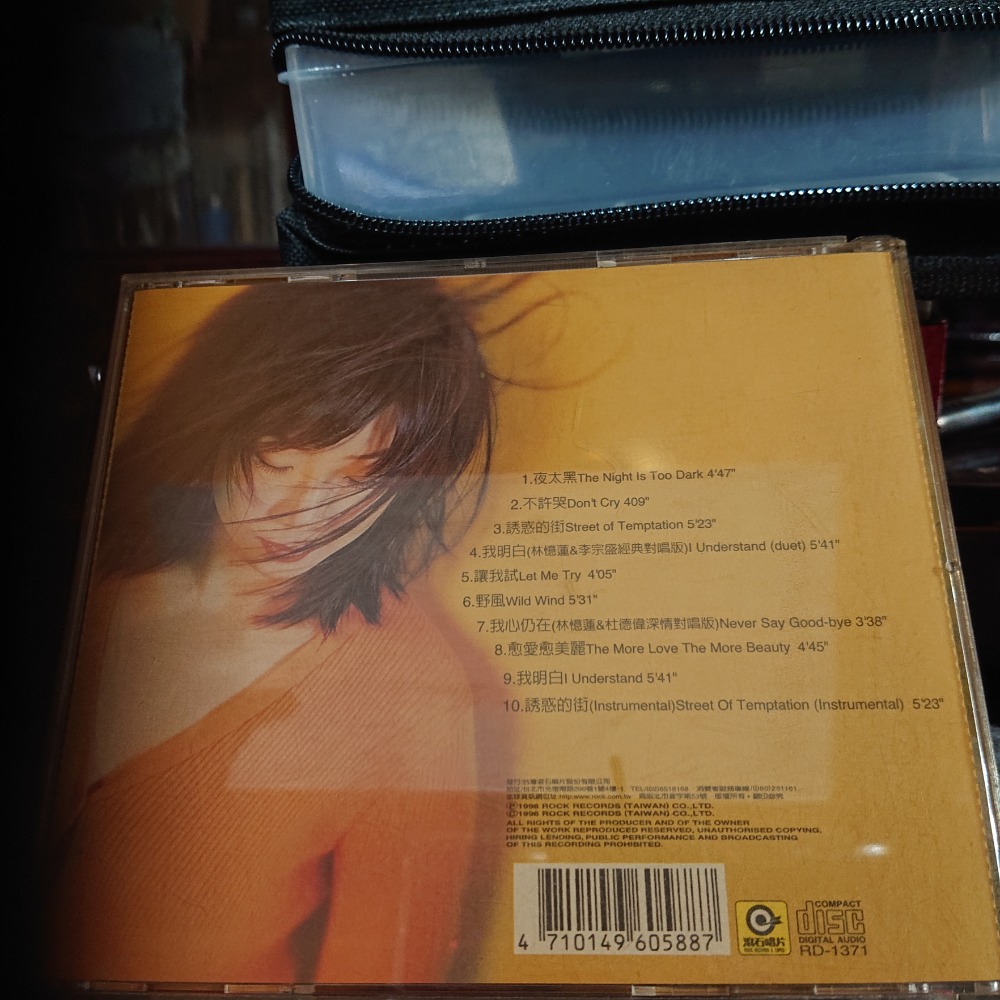 1.夜太黑The Night Is Too Dark 4'47"
2.不許哭Don't Cry 409"
3.誘惑的街Street of Temptation 5'23"
4.我明白(林憶蓮&李宗盛經典對唱版)I Understand (duet) 5'41"
5.讓我試Let Me Try 4'05"
6.野風Wild Wind 5'31"
7.我心仍在(林憶蓮&杜德偉深情對唱版)Never Say Good-bye 3'38"
8.愈愛愈美麗The More Love The More Beauty 4'45"
9.我明白I Understand 5'41"
10.誘惑的街(Instrumental)Street Of Temptation (Instrumental) 5'23"
http:www.rock.com.tw
Ⓟ1996 ROCK RECORDS (TAIWAN) CO.,LTD.
©1996 ROCK RECORDS (TAIWAN) CO.,LTD.
ALL RIGHTS OF THE PRODUCER AND OF THE OWNER
OF THE WORK REPRODUCED RESERVED, UNAUTHORISED COPYING,
HIRING LENDING, PUBLIC PERFORMANCE AND BROADCASTING
OF THIS RECORDING PROHIBITED.
4 710149 605887
滾石唱片
COMPACT
disc
DIGITAL AUDIO
RD-1371